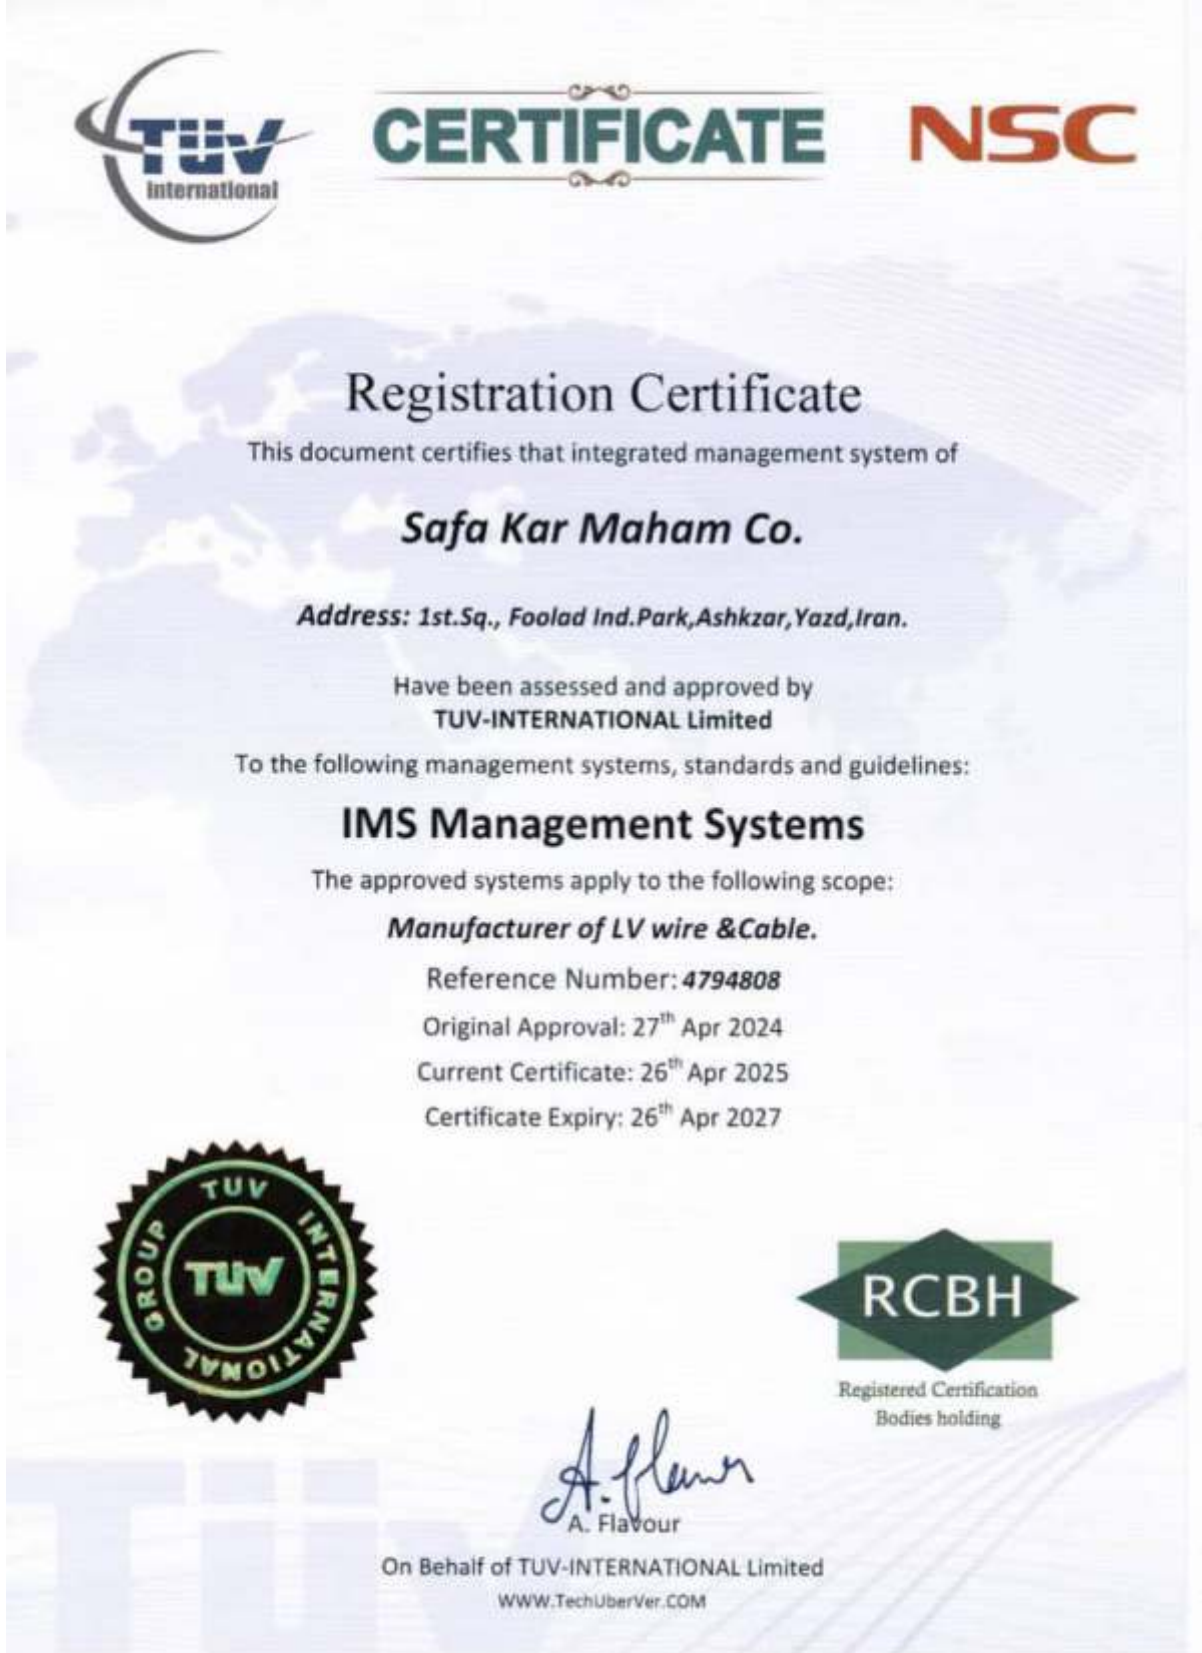 TÜV
international
CERTIFICATE
NSC
Registration Certificate
This document certifies that integrated management system of
Safa Kar Maham Co.
Address: 1st.Sq., Foolad Ind.Park,Ashkzar,Yazd,Iran.
Have been assessed and approved by
TUV-INTERNATIONAL Limited
To the following management systems, standards and guidelines:
IMS Management Systems
The approved systems apply to the following scope:
Manufacturer of LV wire &Cable.
Reference Number: 4794808
Original Approval: 27th Apr 2024
Current Certificate: 26th Apr 2025
Certificate Expiry: 26th Apr 2027
TUV INTERNATIONAL GROUP
TUV
RCBH
Registered Certification
Bodies holding
A. Flavour
A. Flavour
On Behalf of TUV-INTERNATIONAL Limited
WWW.TechUberVer.COM
TÜV